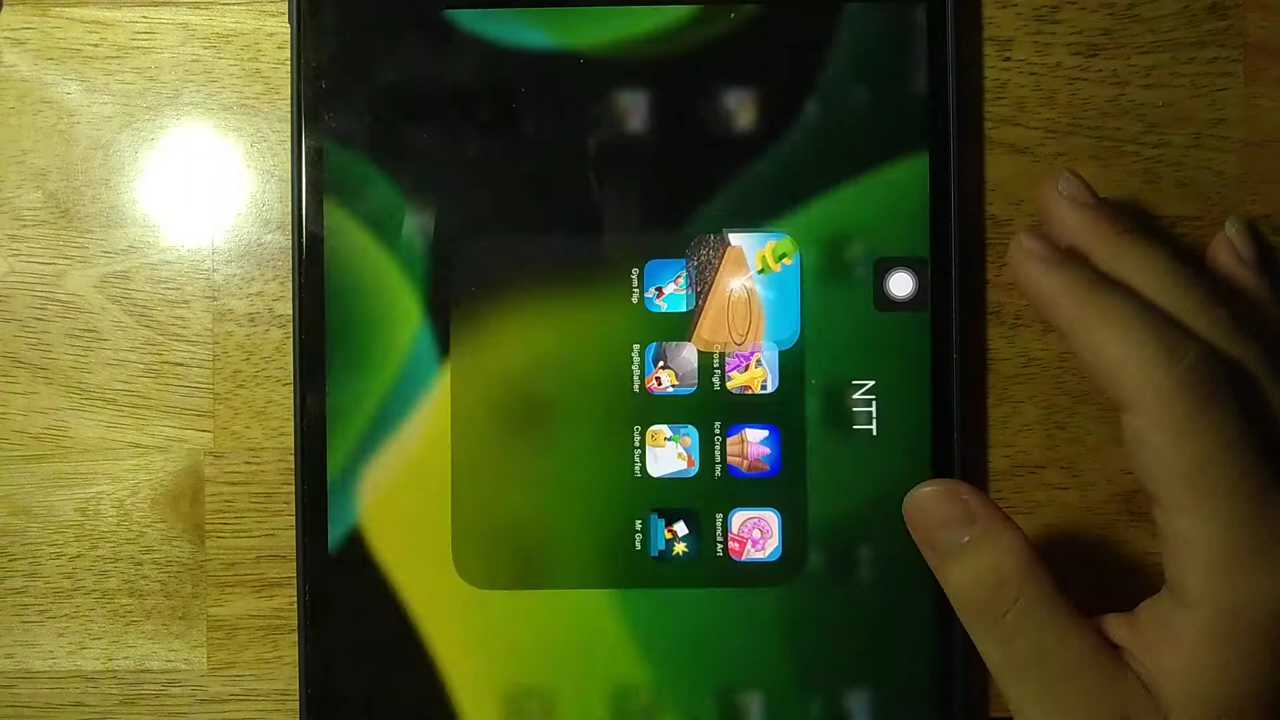 NTT
Cross Fight
Ice Cream Inc.
Stencil Art
Gym Flip
BigBigBaller
Cube Surfer!
Mr Gun